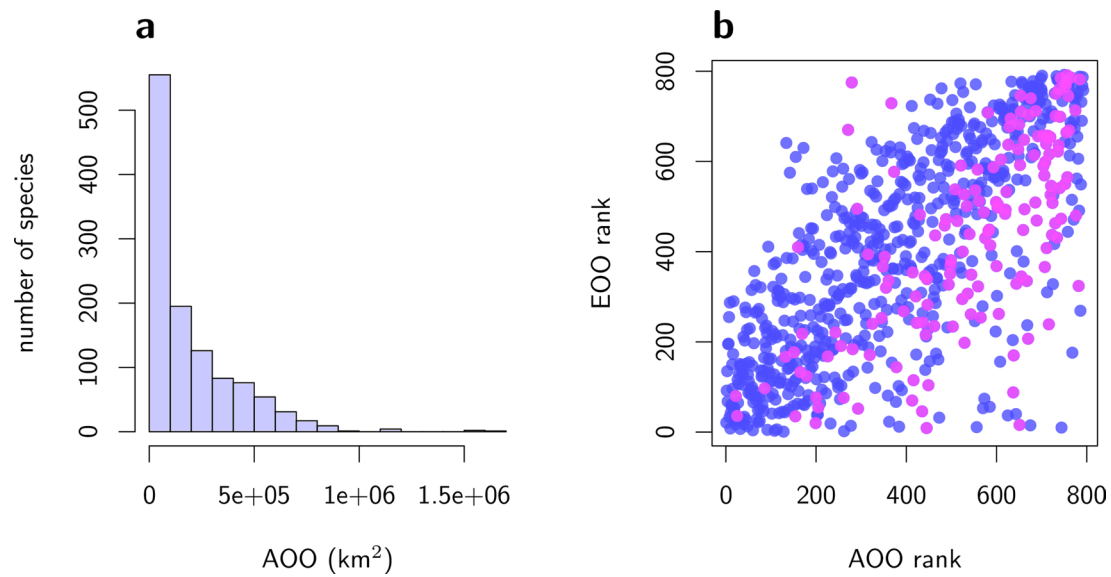 a
number of species
500
400
300
200
100
0
0 5e+05 1e+06 1.5e+06
AOO (km²)
b
EOO rank
800
600
400
200
0
0 200 400 600 800
AOO rank